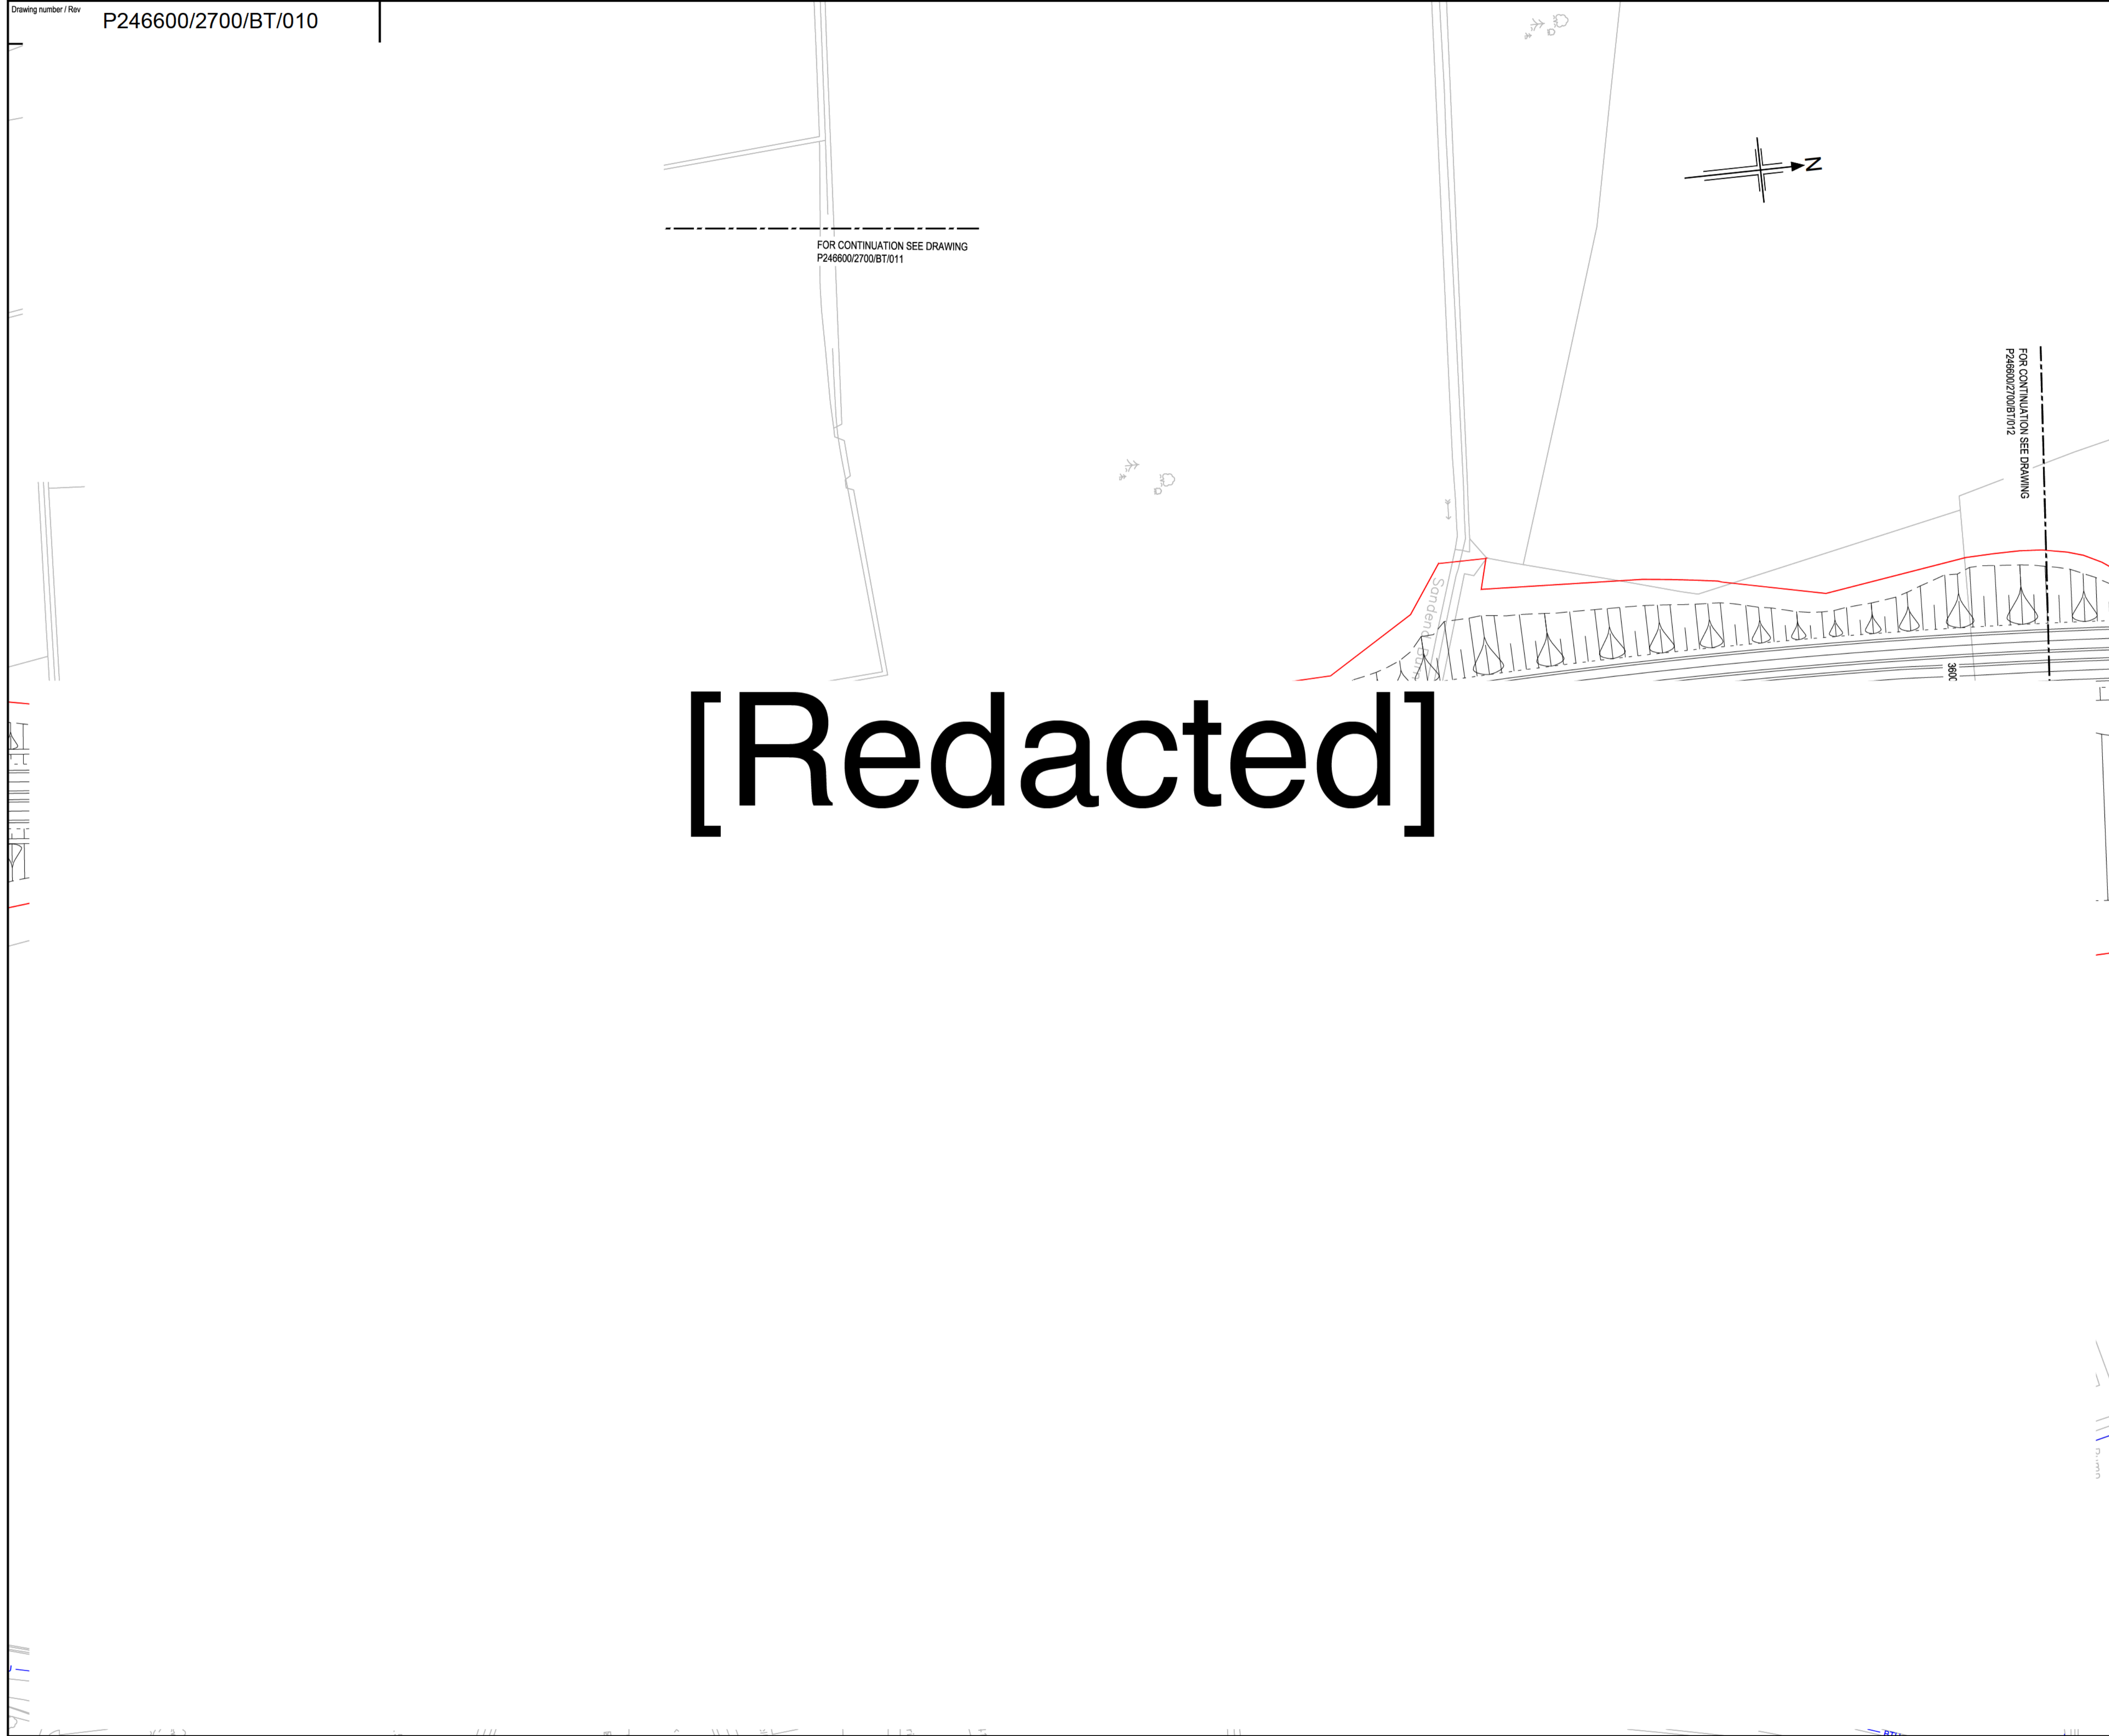 Drawing number / Rev
P246600/2700/BT/010
N
FOR CONTINUATION SEE DRAWING
P246600/2700/BT/011
FOR CONTINUATION SEE DRAWING
P246600/2700/BT/012
3600
[Redacted]